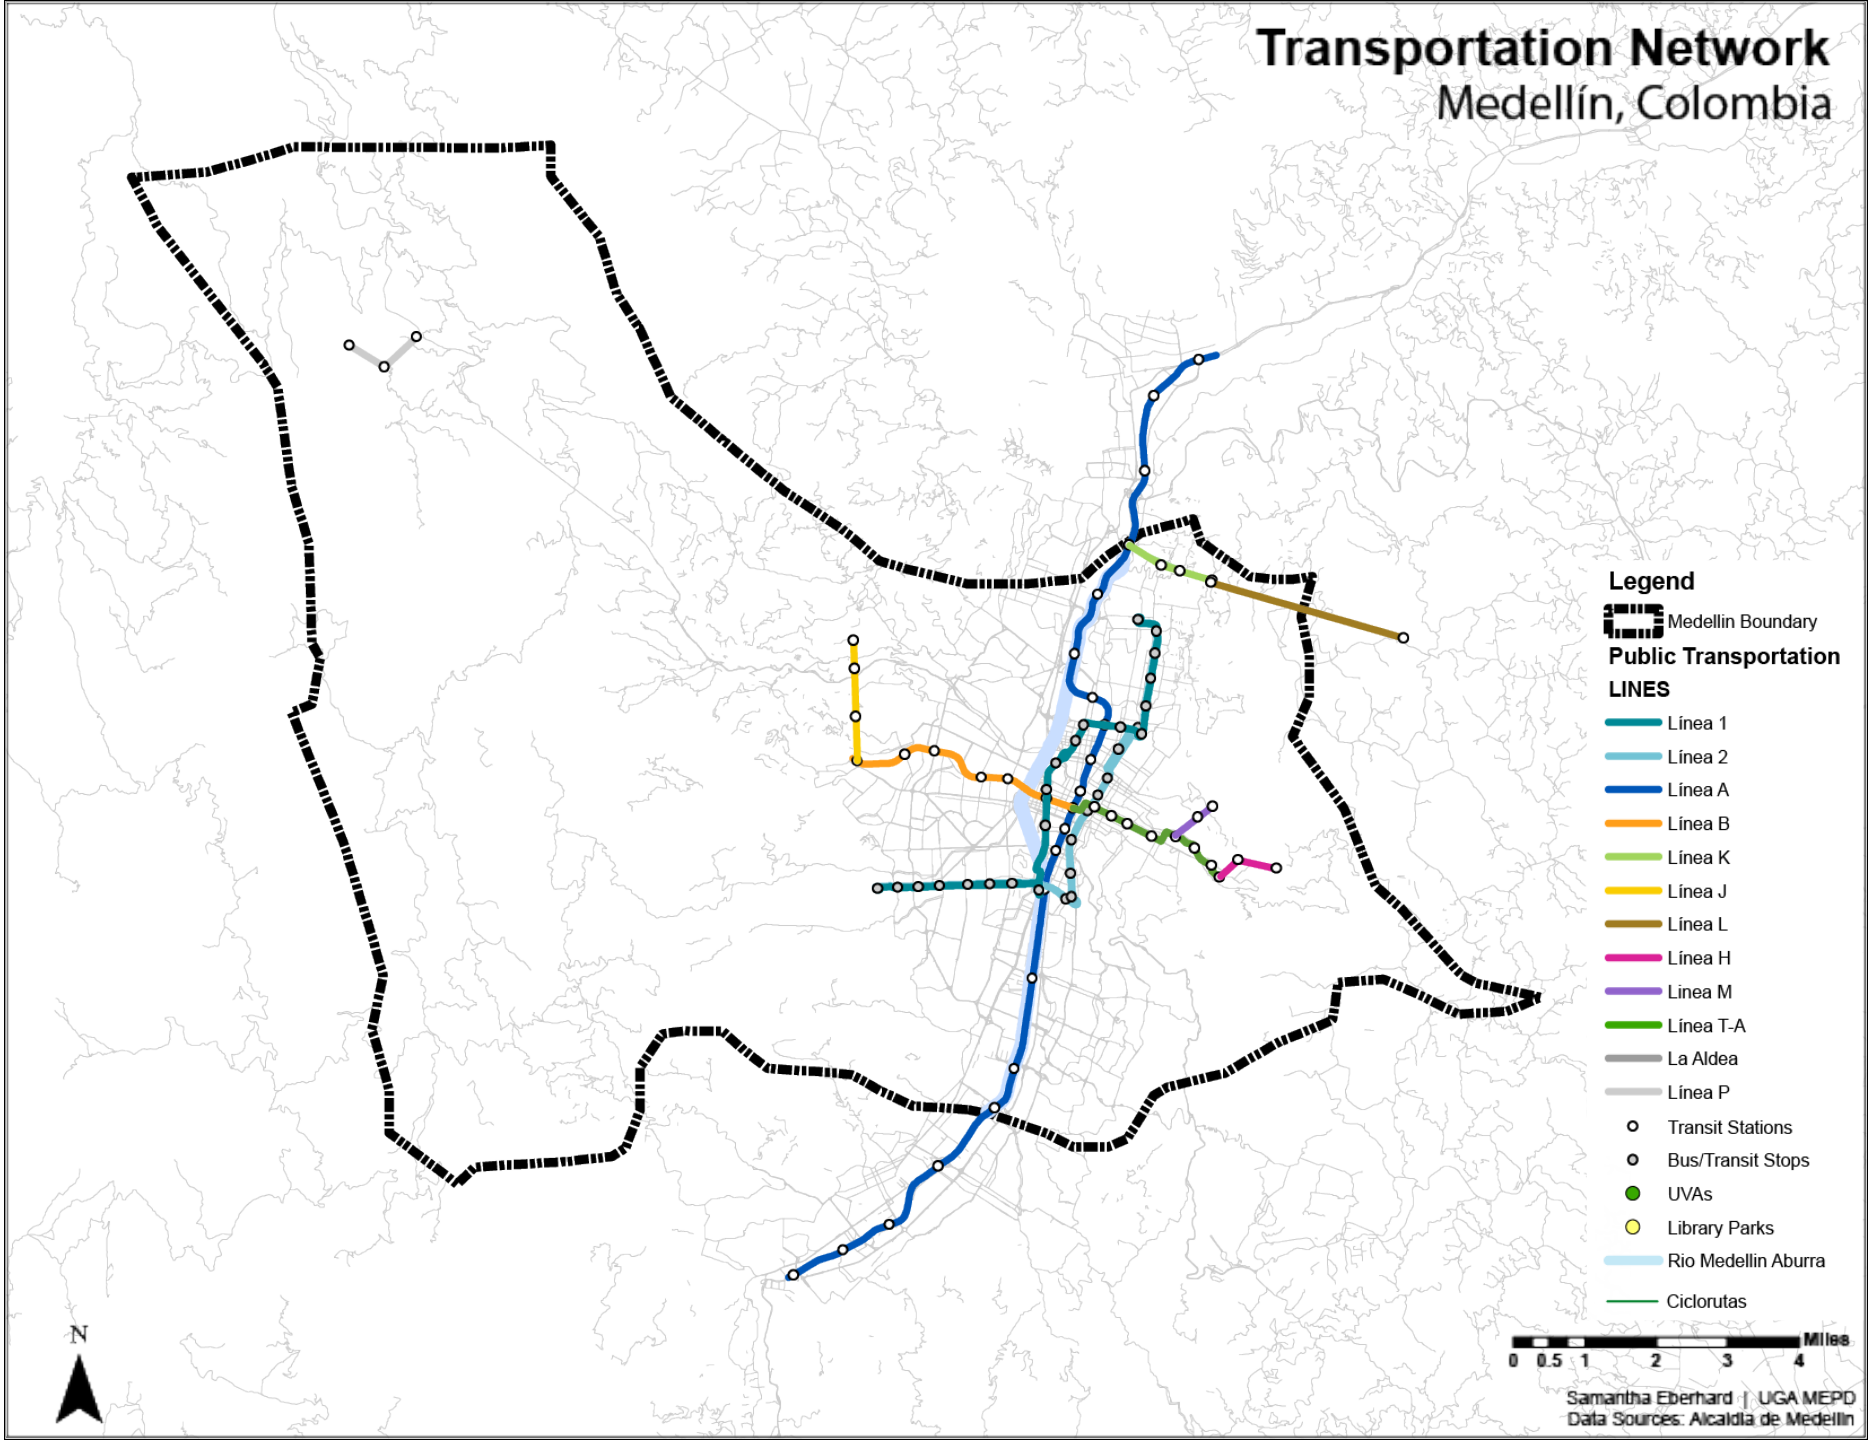 Transportation Network
Medellín, Colombia
Legend
Medellin Boundary
Public Transportation
LINES
Línea 1
Línea 2
Línea A
Línea B
Línea K
Línea J
Línea L
Línea H
Linea M
Línea T-A
La Aldea
Línea P
Transit Stations
Bus/Transit Stops
UVAs
Library Parks
Rio Medellin Aburra
Ciclorutas
N
Miles
0 0.5 1 2 3 4
Samantha Eberhard | UGA MEPD
Data Sources: Alcaldia de Medellin